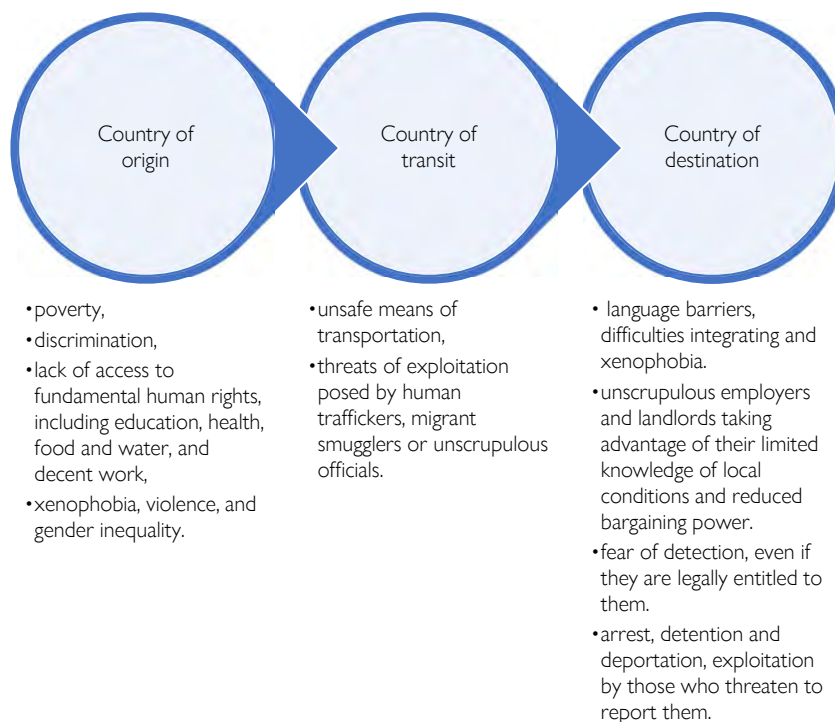 Country of
origin
Country of
transit
Country of
destination
•poverty,
•discrimination,
•lack of access to
fundamental human rights,
including education, health,
food and water, and
decent work,
•xenophobia, violence, and
gender inequality.
•unsafe means of
transportation,
•threats of exploitation
posed by human
traffickers, migrant
smugglers or unscrupulous
officials.
• language barriers,
difficulties integrating and
xenophobia.
•unscrupulous employers
and landlords taking
advantage of their limited
knowledge of local
conditions and reduced
bargaining power.
•fear of detection, even if
they are legally entitled to
them.
•arrest, detention and
deportation, exploitation
by those who threaten to
report them.